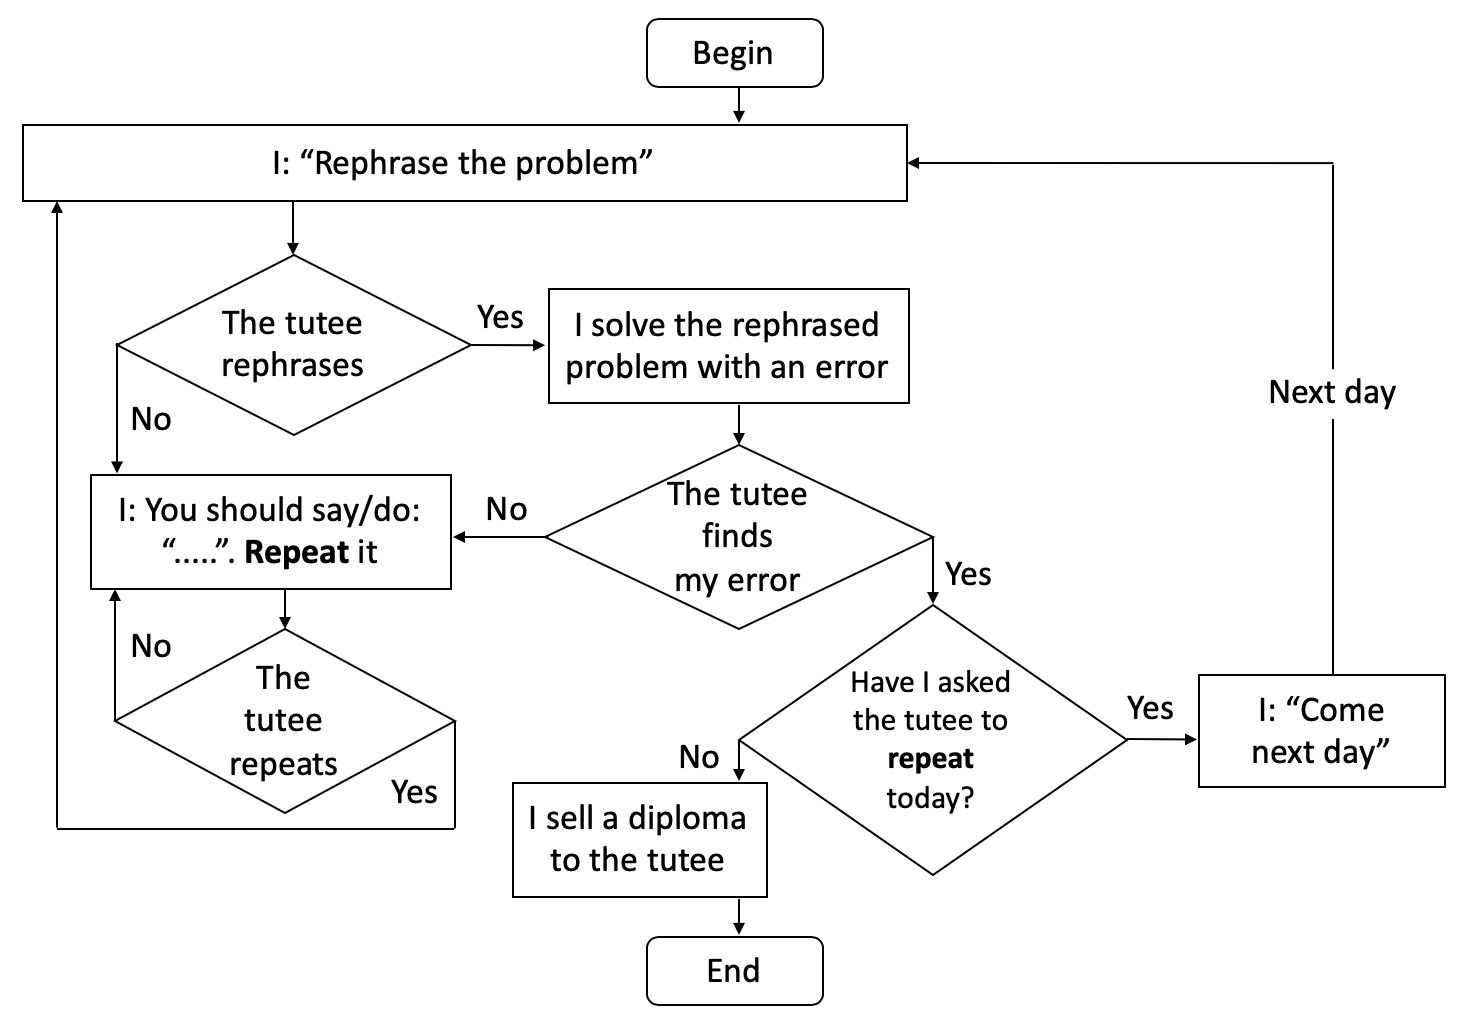 Begin
I: “Rephrase the problem”
The tutee
rephrases
Yes
I solve the rephrased
problem with an error
Next day
No
I: You should say/do:
“.....”. Repeat it
No
The tutee
finds
my error
Yes
No
The
tutee
repeats
Yes
Have I asked
the tutee to
repeat
today?
Yes
I: “Come
next day”
No
I sell a diploma
to the tutee
End